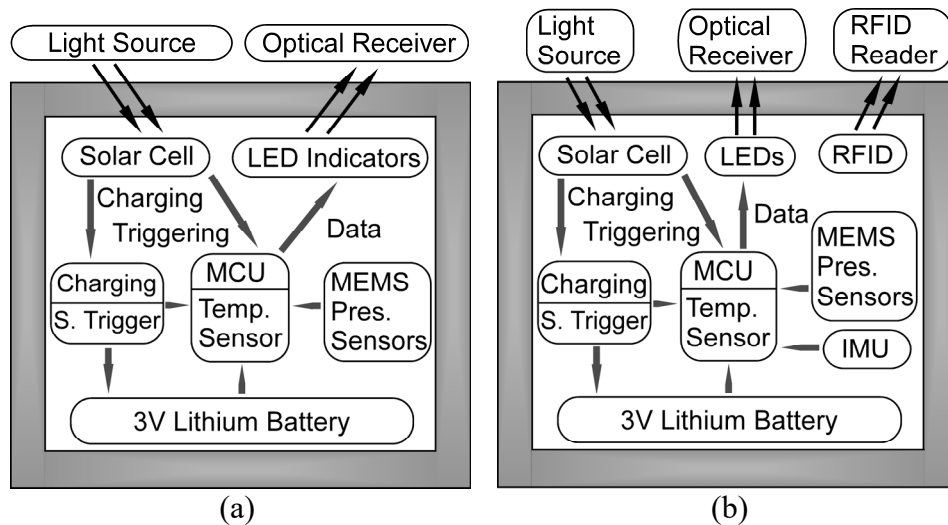 Light Source
Optical Receiver
Solar Cell
LED Indicators
Charging
Triggering
Data
Charging
S. Trigger
MCU
Temp.
Sensor
MEMS
Pres.
Sensors
3V Lithium Battery
(a)
Light
Source
Optical
Receiver
RFID
Reader
Solar Cell
LEDs
RFID
Charging
Triggering
Data
Charging
S. Trigger
MCU
Temp.
Sensor
MEMS
Pres.
Sensors
IMU
3V Lithium Battery
(b)